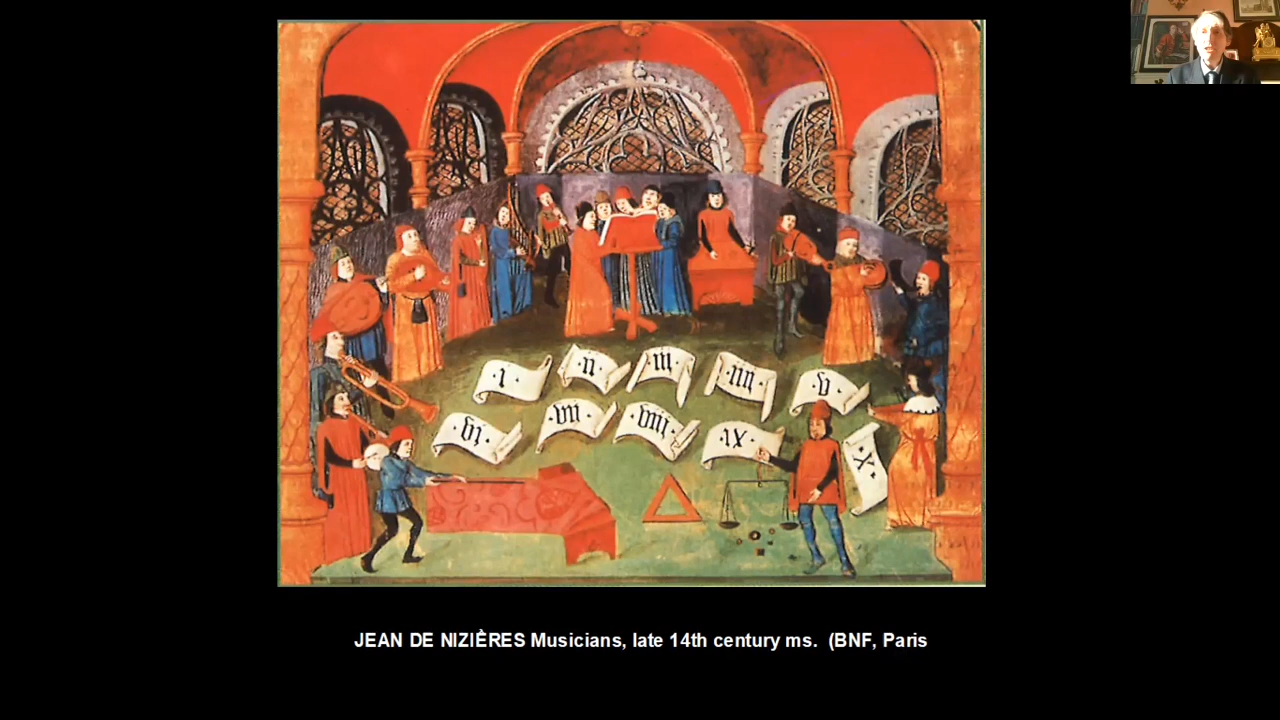 ·I·
·II·
·III·
·IIII·
·V·
·VI·
·VII·
·VIII·
·IX·
·X·
JEAN DE NIZIÈRES Musicians, late 14th century ms.  (BNF, Paris